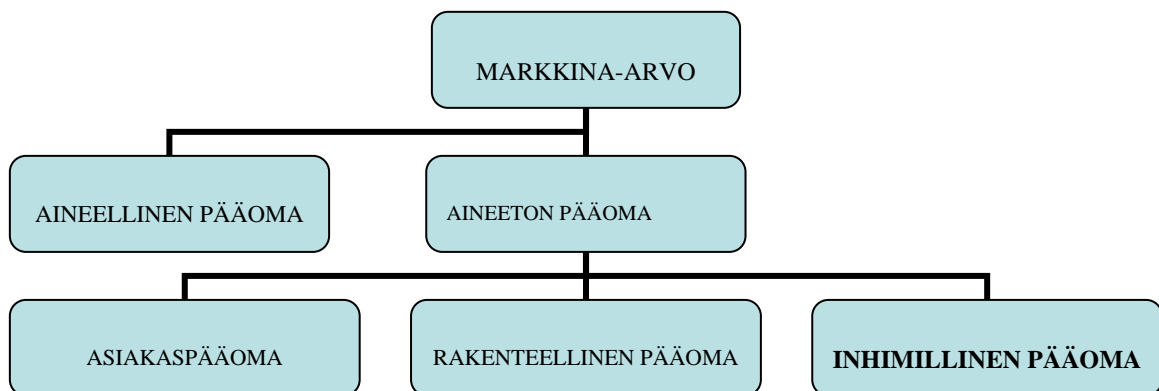 MARKKINA-ARVO
AINEELLINEN PÄÄOMA
AINEETON PÄÄOMA
ASIAKASPÄÄOMA
RAKENTEELLINEN PÄÄOMA
INHIMILLINEN PÄÄOMA